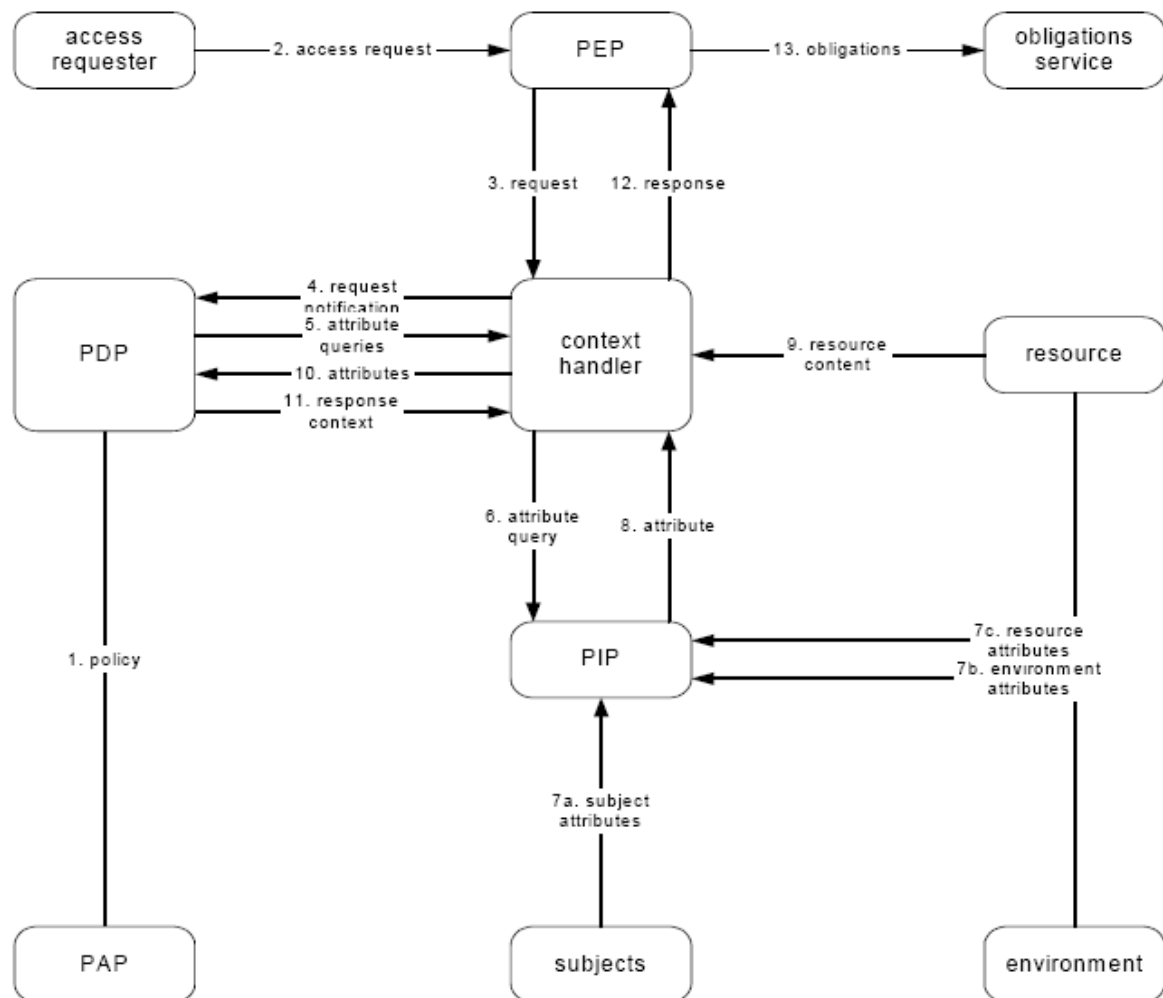 access
requester
2. access request
PEP
13. obligations
obligations
service
3. request
12. response
4. request
notification
5. attribute
queries
10. attributes
11. response
context
PDP
context
handler
9. resource
content
resource
6. attribute
query
8. attribute
1. policy
PIP
7c. resource
attributes
7b. environment
attributes
7a. subject
attributes
PAP
subjects
environment